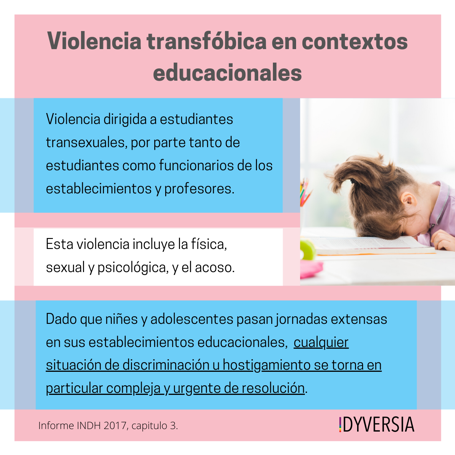 Violencia transfóbica en contextos
educacionales
Violencia dirigida a estudiantes
transexuales, por parte tanto de
estudiantes como funcionarios de los
establecimientos y profesores.
Esta violencia incluye la física,
sexual y psicológica, y el acoso.
Dado que niñes y adolescentes pasan jornadas extensas
en sus establecimientos educacionales, cualquier
situación de discriminación u hostigamiento se torna en
particular compleja y urgente de resolución.
Informe INDH 2017, capitulo 3.
!DYVERSIA